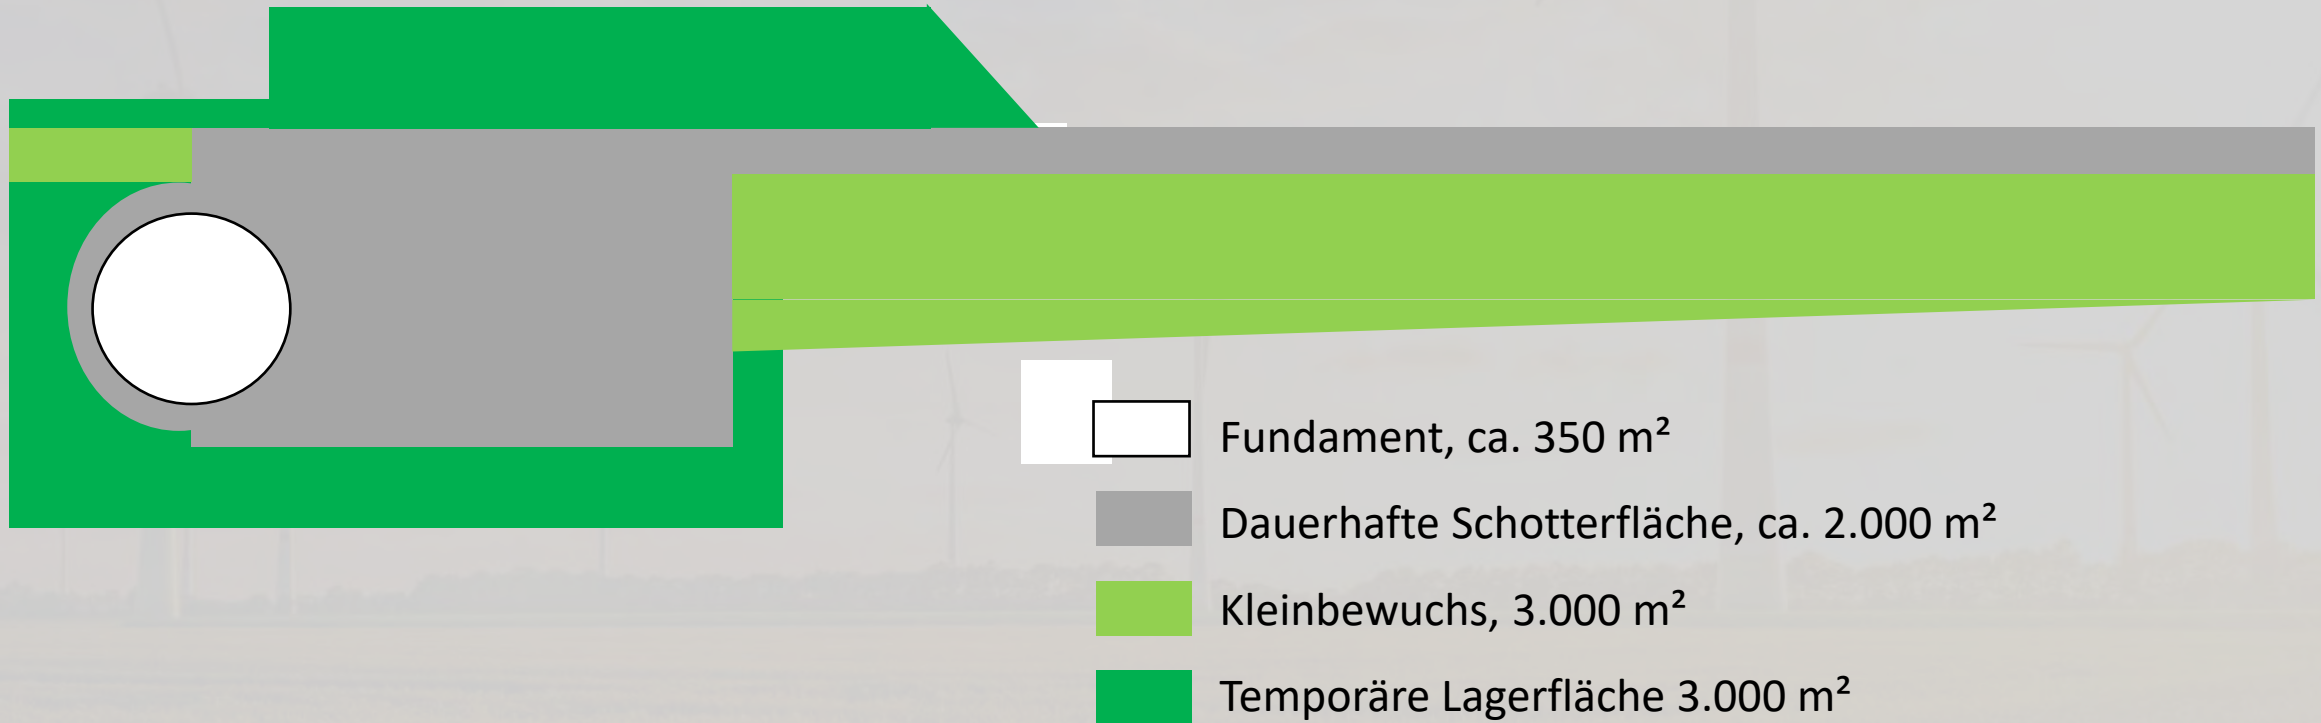 Fundament, ca. 350 m²
Dauerhafte Schotterfläche, ca. 2.000 m²
Kleinbewuchs, 3.000 m²
Temporäre Lagerfläche 3.000 m²